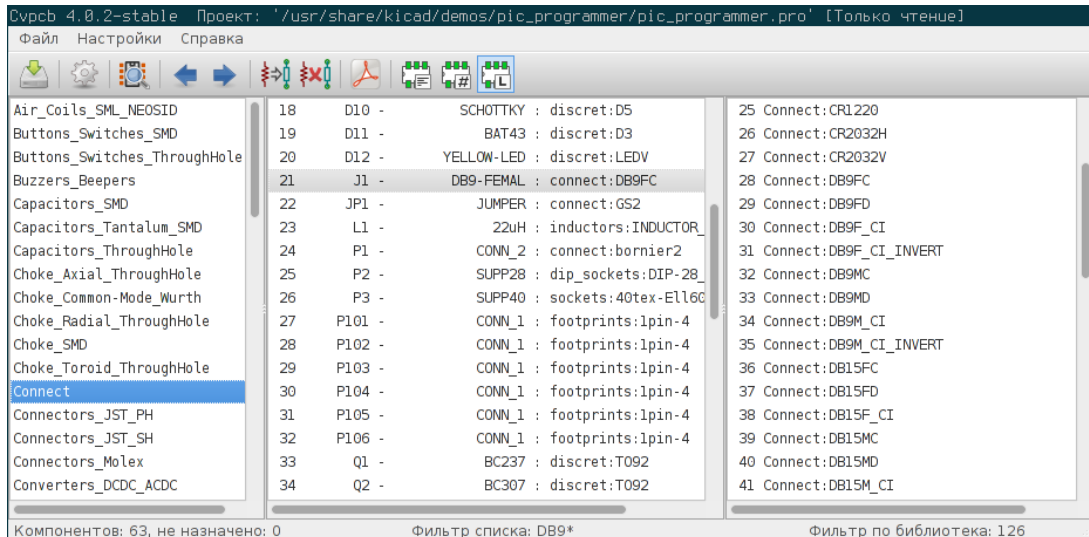 Cvpcb 4.0.2-stable Проект: '/usr/share/kicad/demos/pic_programmer/pic_programmer.pro' [Только чтение]
Файл Настройки Справка
Air_Coils_SML_NEOSID
Buttons_Switches_SMD
Buttons_Switches_ThroughHole
Buzzers_Beepers
Capacitors_SMD
Capacitors_Tantalum_SMD
Capacitors_ThroughHole
Choke_Axial_ThroughHole
Choke_Common-Mode_Wurth
Choke_Radial_ThroughHole
Choke_SMD
Choke_Toroid_ThroughHole
Connect
Connectors_JST_PH
Connectors_JST_SH
Connectors_Molex
Converters_DCDC_ACDC
18 D10 - SCHOTTKY : discret:D5
19 D11 - BAT43 : discret:D3
20 D12 - YELLOW-LED : discret:LEDV
21 J1 - DB9-FEMAL : connect:DB9FC
22 JP1 - JUMPER : connect:GS2
23 L1 - 22uH : inductors:INDUCTOR_
24 P1 - CONN_2 : connect:bornier2
25 P2 - SUPP28 : dip_sockets:DIP-28_
26 P3 - SUPP40 : sockets:40tex-Ell60
27 P101 - CONN_1 : footprints:1pin-4
28 P102 - CONN_1 : footprints:1pin-4
29 P103 - CONN_1 : footprints:1pin-4
30 P104 - CONN_1 : footprints:1pin-4
31 P105 - CONN_1 : footprints:1pin-4
32 P106 - CONN_1 : footprints:1pin-4
33 Q1 - BC237 : discret:TO92
34 Q2 - BC307 : discret:TO92
25 Connect:CR1220
26 Connect:CR2032H
27 Connect:CR2032V
28 Connect:DB9FC
29 Connect:DB9FD
30 Connect:DB9F_CI
31 Connect:DB9F_CI_INVERT
32 Connect:DB9MC
33 Connect:DB9MD
34 Connect:DB9M_CI
35 Connect:DB9M_CI_INVERT
36 Connect:DB15FC
37 Connect:DB15FD
38 Connect:DB15F_CI
39 Connect:DB15MC
40 Connect:DB15MD
41 Connect:DB15M_CI
Компонентов: 63, не назначено: 0 Фильтр списка: DB9* Фильтр по библиотека: 126